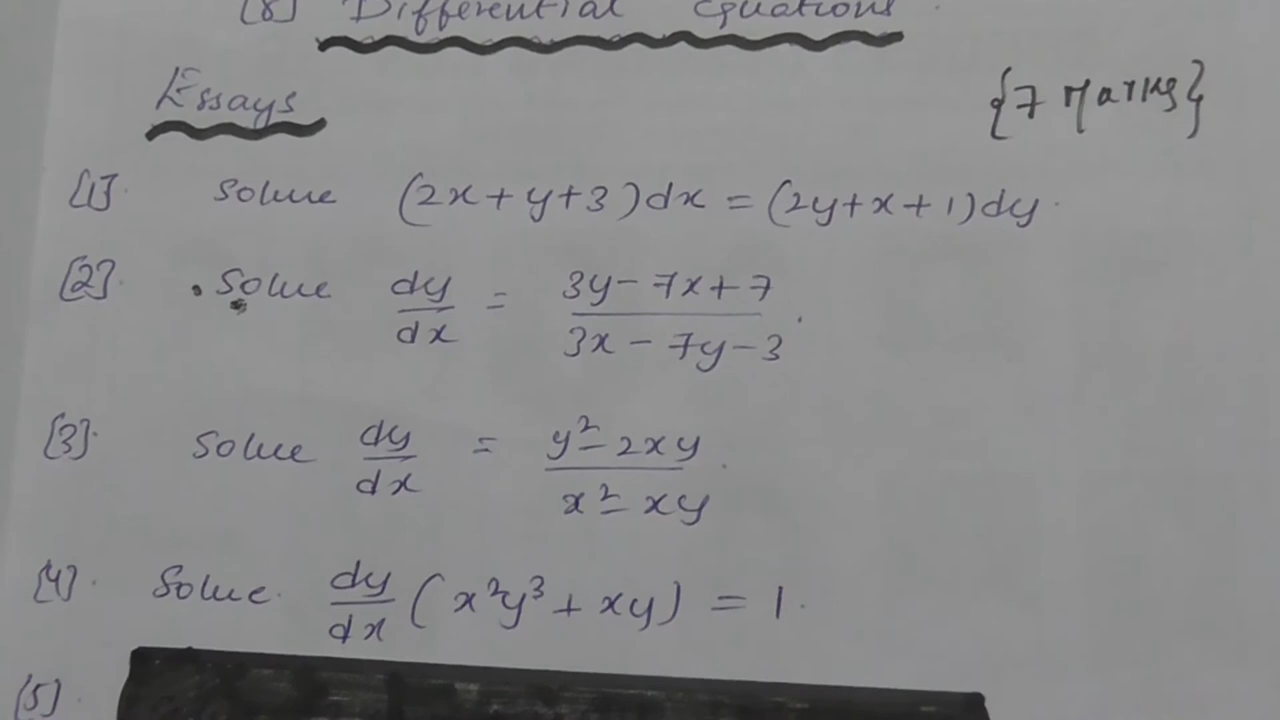 [8] Differential Equations
Essays {7 Marks}
[1]. Solve (2x+y+3)dx = (2y+x+1)dy.
[2]. Solve dy/dx = (3y-7x+7)/(3x-7y-3).
[3]. Solve dy/dx = (y²-2xy)/(x²-xy).
[4]. Solve. dy/dx (x²y³+xy) = 1.
[5]